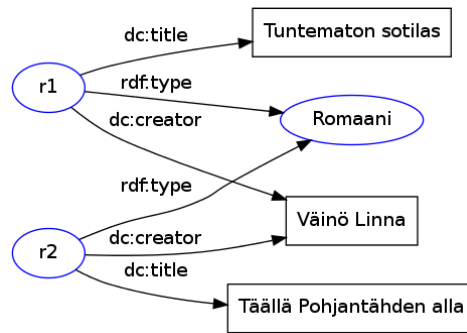 dc:title
Tuntematon sotilas
r1
rdf:type
Romaani
dc:creator
rdf:type
Väinö Linna
dc:creator
r2
dc:title
Täällä Pohjantähden alla